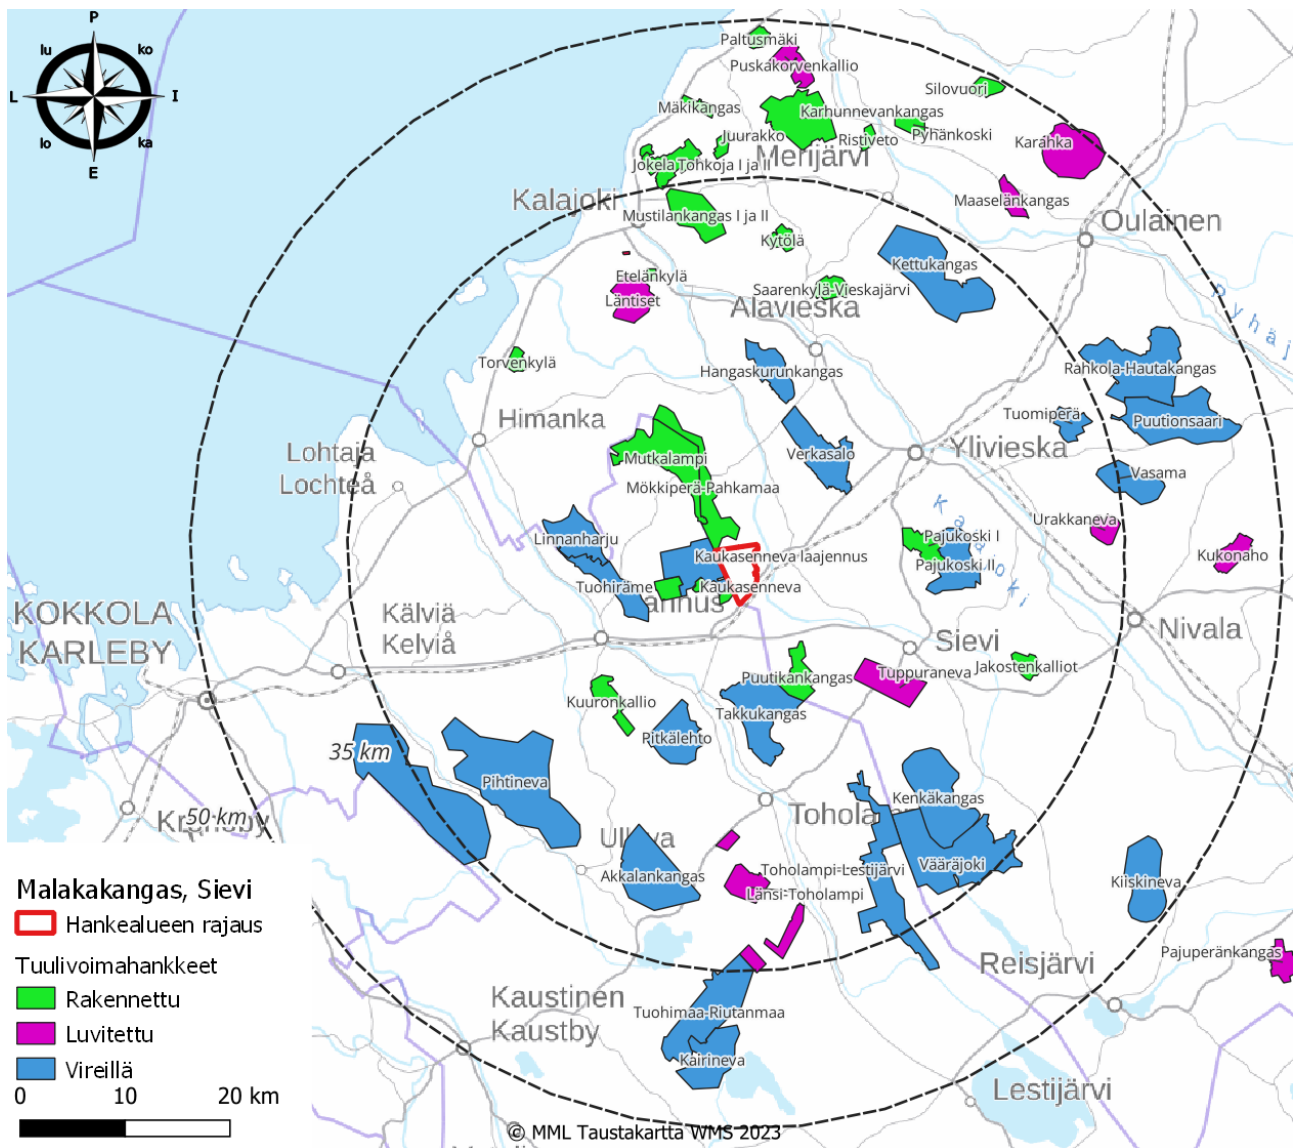 P
lu
ko
L
I
lo
ka
E
Paltusmäki
Puskakorvenkallio
Silovuori
Mäkikangas
Karhunnevankangas
Juurakko
Ristiveto
Pyhänkoski
Karahka
Merijärvi
Jokela Tohkoja I ja II
Maaselänkangas
Kalajoki
Mustilankangas I ja II
Oulainen
Kytölä
Kettukangas
Etelänkylä
Läntiset
Saarenkylä-Vieskajärvi
Alavieska
Pyhäj
Torvenkylä
Hangaskurunkangas
Rahkola-Hautakangas
Himanka
Tuomiperä
Puutionsaari
Lohtaja
Lochteå
Mutkalampi
Verkasalo
Ylivieska
Vasama
Mökkiperä-Pahkamaa
Kalajoki
Urakkaneva
Linnanharju
Pajukoski I
Kaukasenneva laajennus
Pajukoski II
Kukonaho
Tuohiräme
Kaukasenneva
annus
KOKKOLA
KARLEBY
Kälviä
Kelviå
Sievi
Nivala
Puutikankangas
Tuppuraneva
Jakostenkalliot
Kuuronkallio
Takkukangas
Pitkälehto
35 km
Pihtineva
Kenkäkangas
50 km
Toholam
Akkalankangas
Toholampi-Lestijärvi
Vääräjoki
Länsi-Toholampi
Kiiskineva
Malakakangas, Sievi
Hankealueen rajaus
Tuulivoimahankkeet
Rakennettu
Luvitettu
Vireillä
0 10 20 km
Reisjärvi
Pajuperänkangas
Kaustinen
Kaustby
Tuohimaa-Riutanmaa
Kairineva
Lestijärvi
© MML Taustakartta WMS 2023